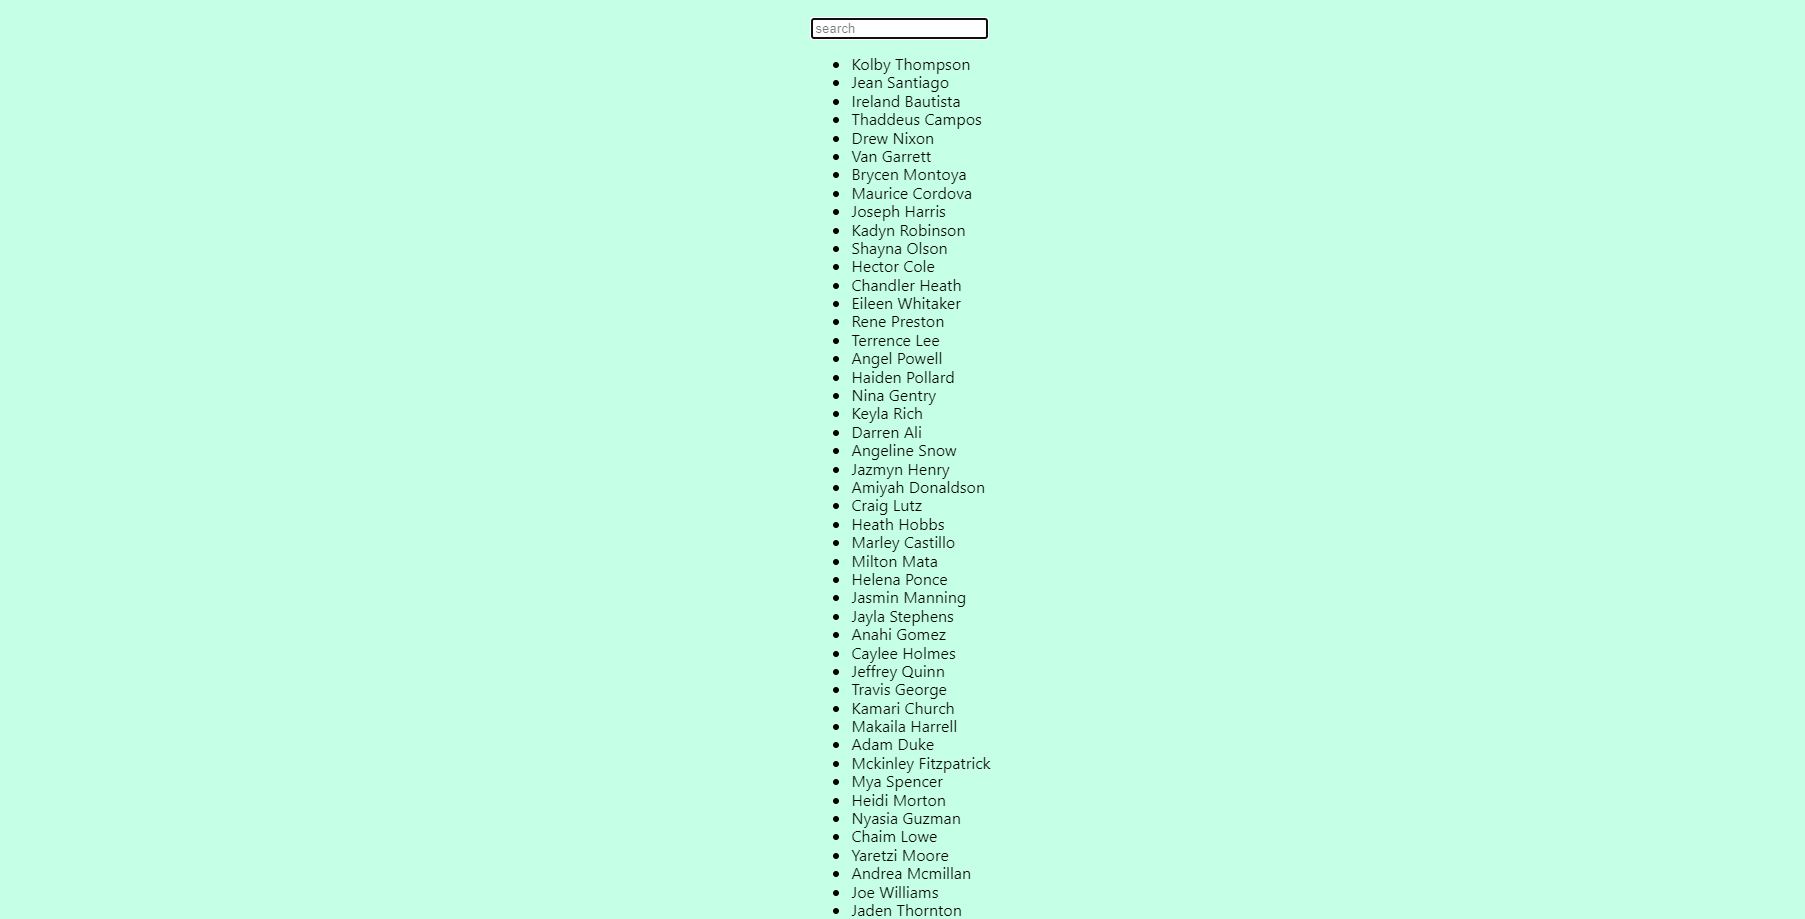 search
Kolby Thompson
Jean Santiago
Ireland Bautista
Thaddeus Campos
Drew Nixon
Van Garrett
Brycen Montoya
Maurice Cordova
Joseph Harris
Kadyn Robinson
Shayna Olson
Hector Cole
Chandler Heath
Eileen Whitaker
Rene Preston
Terrence Lee
Angel Powell
Haiden Pollard
Nina Gentry
Keyla Rich
Darren Ali
Angeline Snow
Jazmyn Henry
Amiyah Donaldson
Craig Lutz
Heath Hobbs
Marley Castillo
Milton Mata
Helena Ponce
Jasmin Manning
Jayla Stephens
Anahi Gomez
Caylee Holmes
Jeffrey Quinn
Travis George
Kamari Church
Makaila Harrell
Adam Duke
Mckinley Fitzpatrick
Mya Spencer
Heidi Morton
Nyasia Guzman
Chaim Lowe
Yaretzi Moore
Andrea Mcmillan
Joe Williams
Jaden Thornton